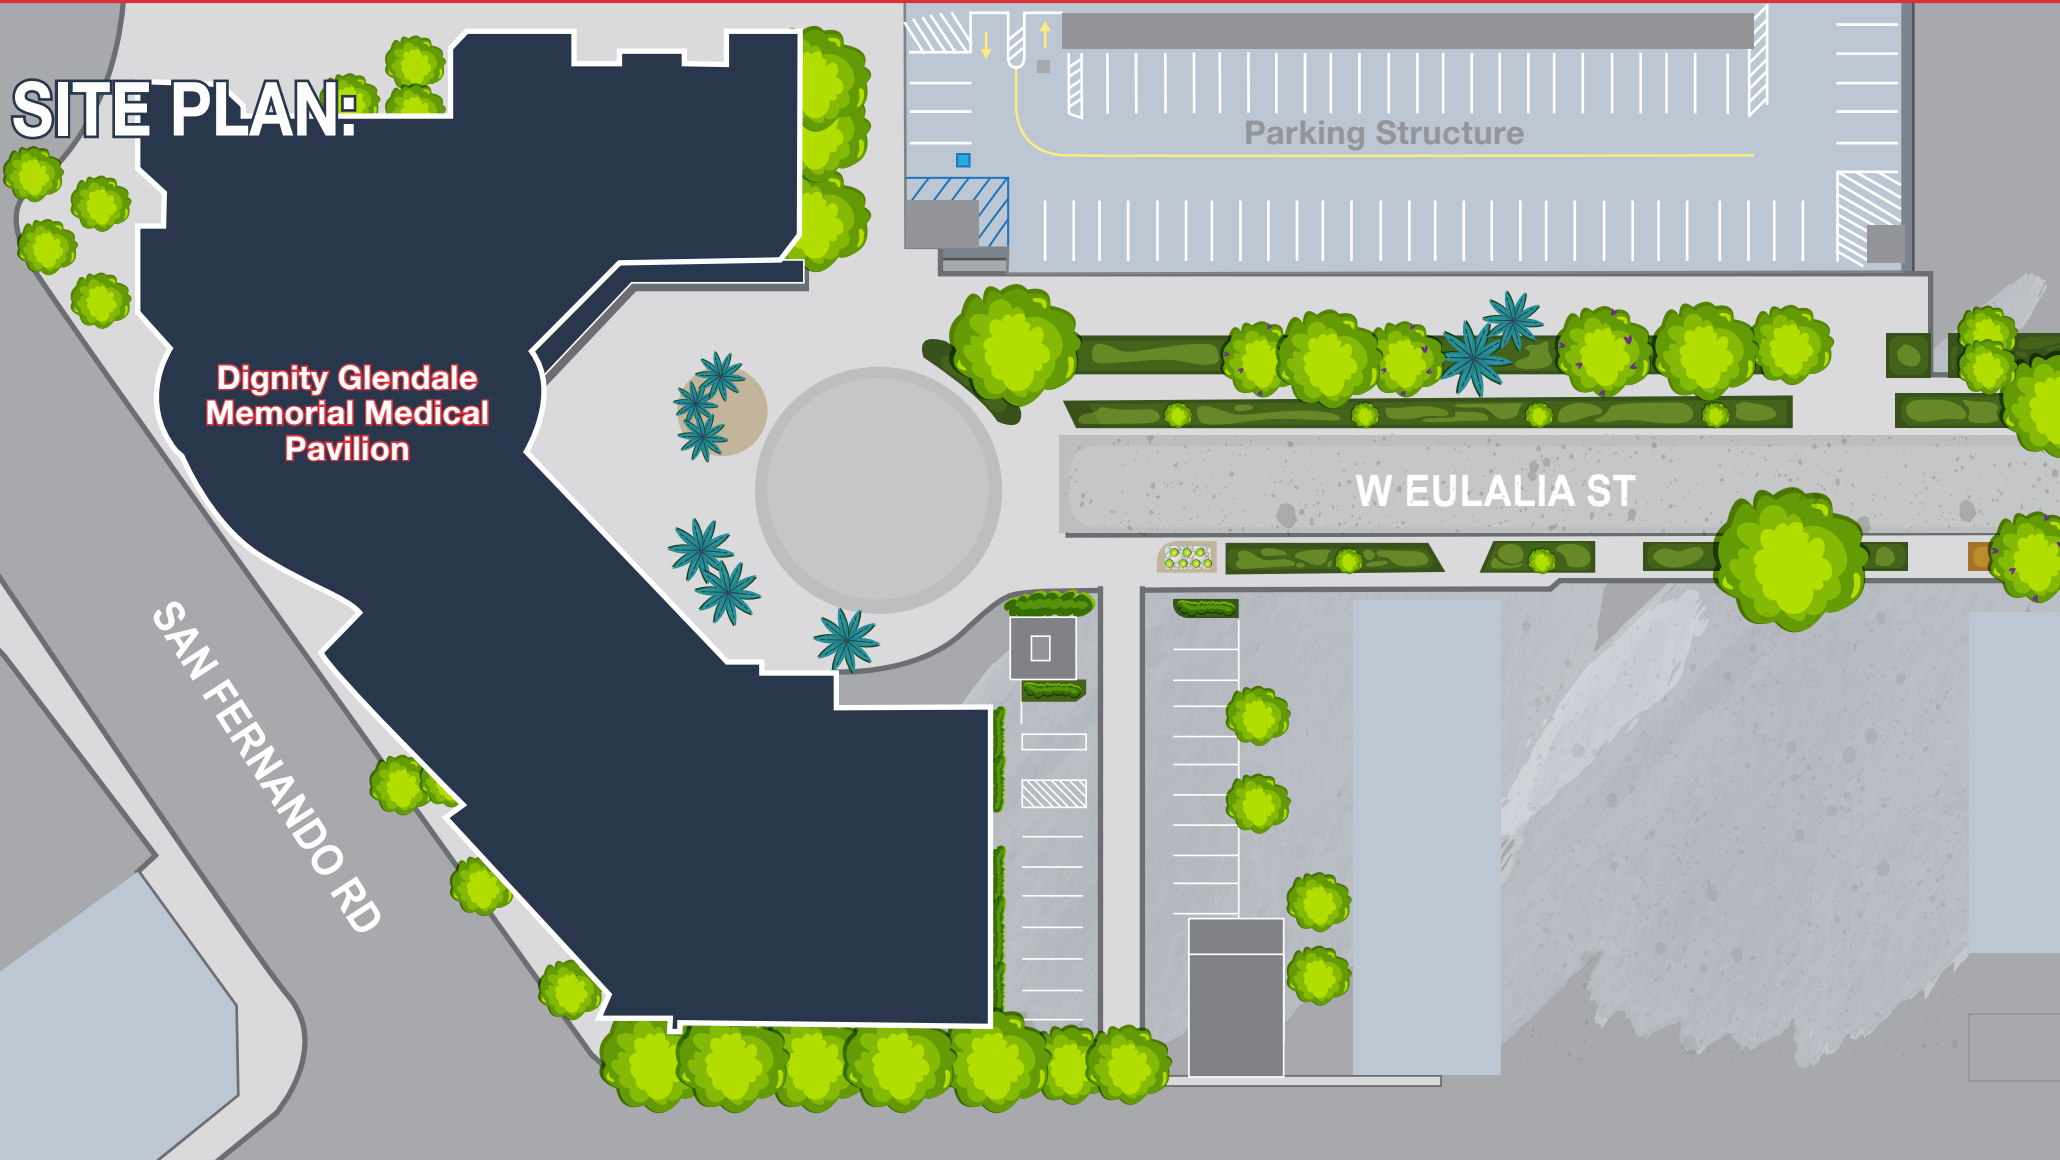 SITE PLAN:
Parking Structure
Dignity Glendale
Memorial Medical
Pavilion
W EULALIA ST
SAN FERNANDO RD